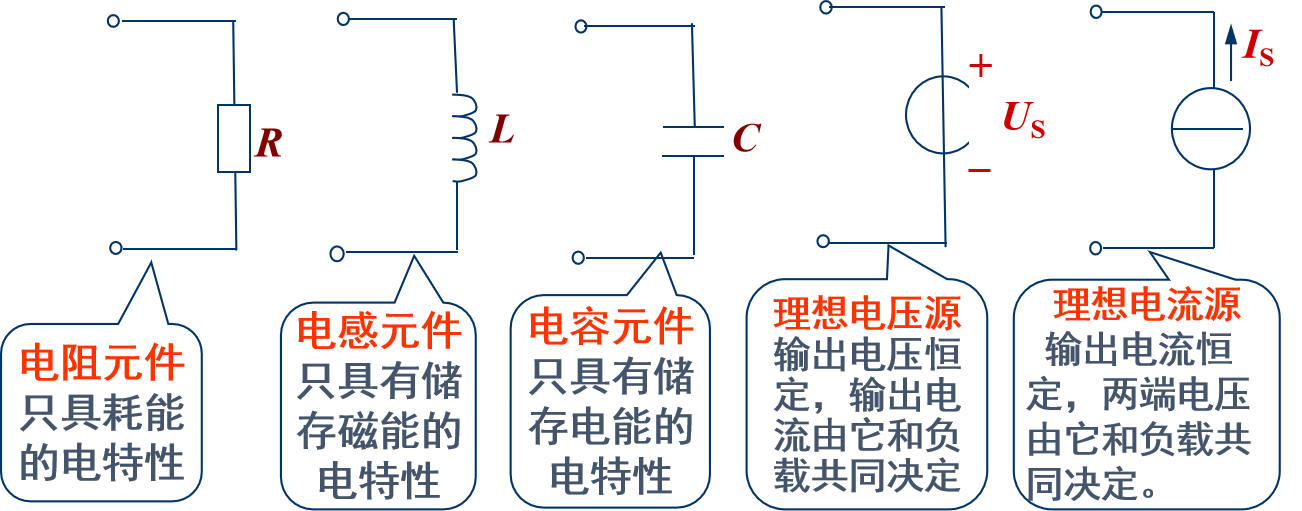 R
L
C
+
U_S
−
I_S
电阻元件
只具耗能
的电特性
电感元件
只具有储
存磁能的
电特性
电容元件
只具有储
存电能的
电特性
理想电压源
输出电压恒
定，输出电
流由它和负
载共同决定
理想电流源
输出电流恒
定，两端电压
由它和负载共
同决定。